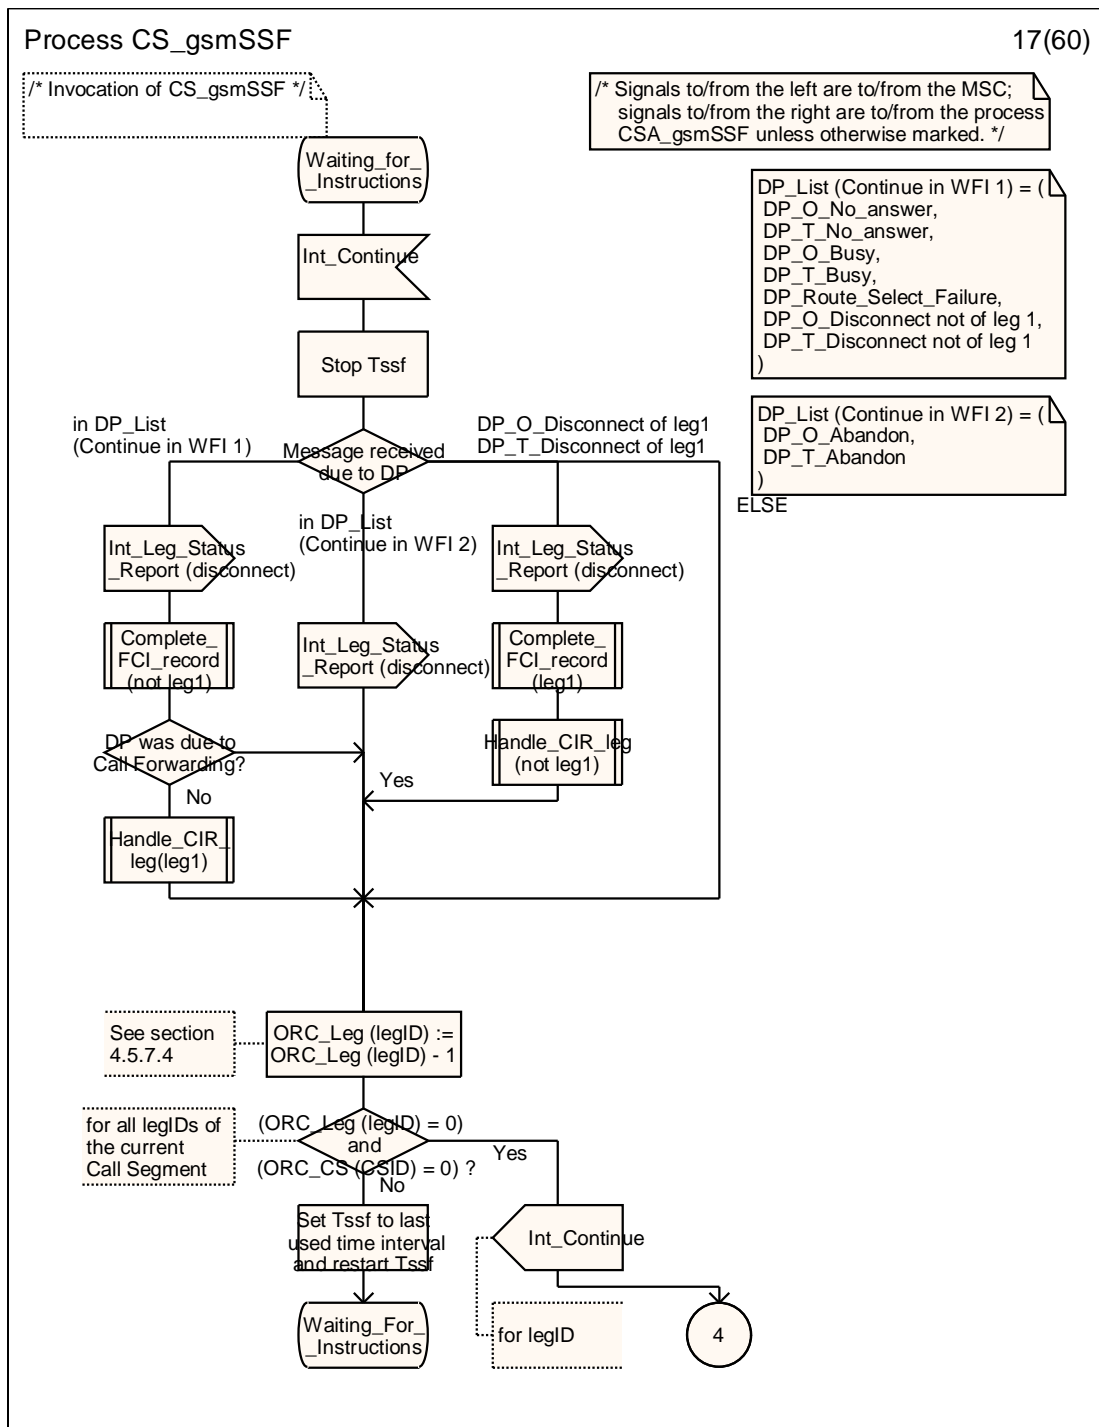 Process CS_gsmSSF
17(60)
/* Invocation of CS_gsmSSF */
/* Signals to/from the left are to/from the MSC;
signals to/from the right are to/from the process
CSA_gsmSSF unless otherwise marked. */
Waiting_for_
_Instructions
DP_List (Continue in WFI 1) = (
DP_O_No_answer,
DP_T_No_answer,
DP_O_Busy,
DP_T_Busy,
DP_Route_Select_Failure,
DP_O_Disconnect not of leg 1,
DP_T_Disconnect not of leg 1
)
Int_Continue
Stop Tssf
DP_List (Continue in WFI 2) = (
DP_O_Abandon,
DP_T_Abandon
)
in DP_List
(Continue in WFI 1)
Message received
due to DP
DP_O_Disconnect of leg1
DP_T_Disconnect of leg1
ELSE
in DP_List
(Continue in WFI 2)
Int_Leg_Status
_Report (disconnect)
Int_Leg_Status
_Report (disconnect)
Complete_
FCI_record
(not leg1)
Int_Leg_Status
_Report (disconnect)
Complete_
FCI_record
(leg1)
DP was due to
Call Forwarding?
Handle_CIR_leg
(not leg1)
Yes
No
Handle_CIR_
leg(leg1)
See section
4.5.7.4
ORC_Leg (legID) :=
ORC_Leg (legID) - 1
for all legIDs of
the current
Call Segment
(ORC_Leg (legID) = 0)
and
(ORC_CS (CSID) = 0) ?
Yes
No
Set Tssf to last
used time interval
and restart Tssf
Int_Continue
Waiting_For_
_Instructions
for legID
4